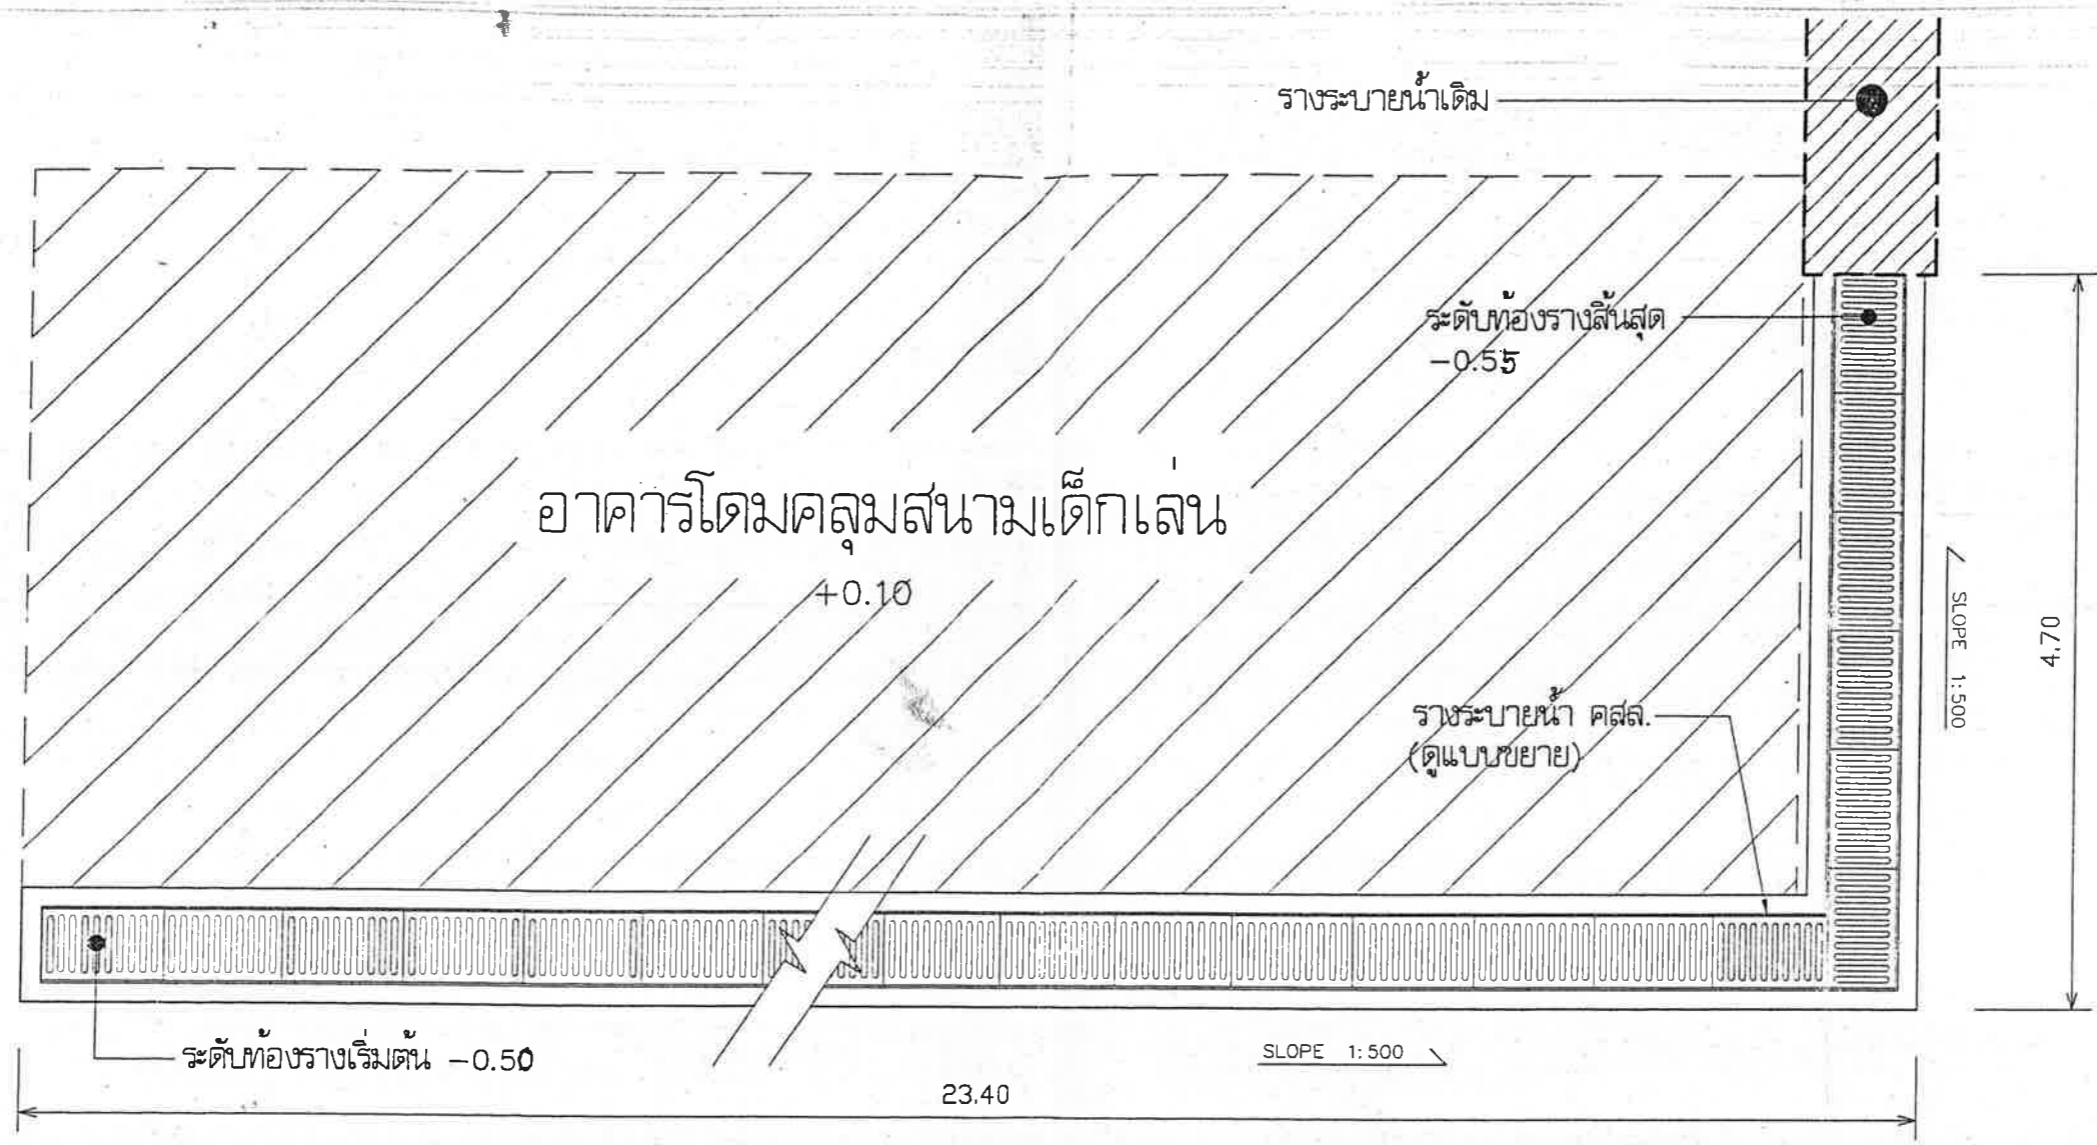 รางระบายน้ำเดิม
ระดับท้องรางสิ้นสุด
-0.55
อาคารโดมคลุมสนามเด็กเล่น
+0.10
SLOPE 1:500
4.70
รางระบายน้ำ คสล.
(ดูแบบขยาย)
ระดับท้องรางเริ่มต้น -0.50
SLOPE 1:500
23.40